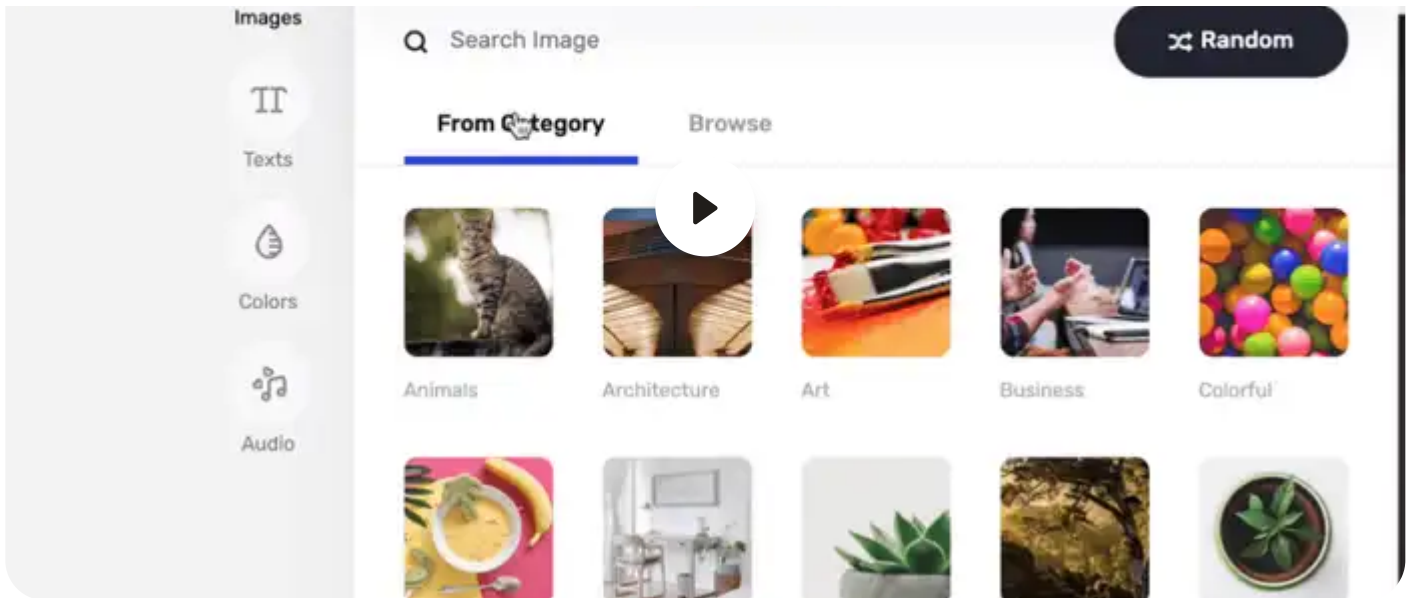 Images
Texts
Colors
Audio
Search Image
Random
From Category
Browse
Animals
Architecture
Art
Business
Colorful